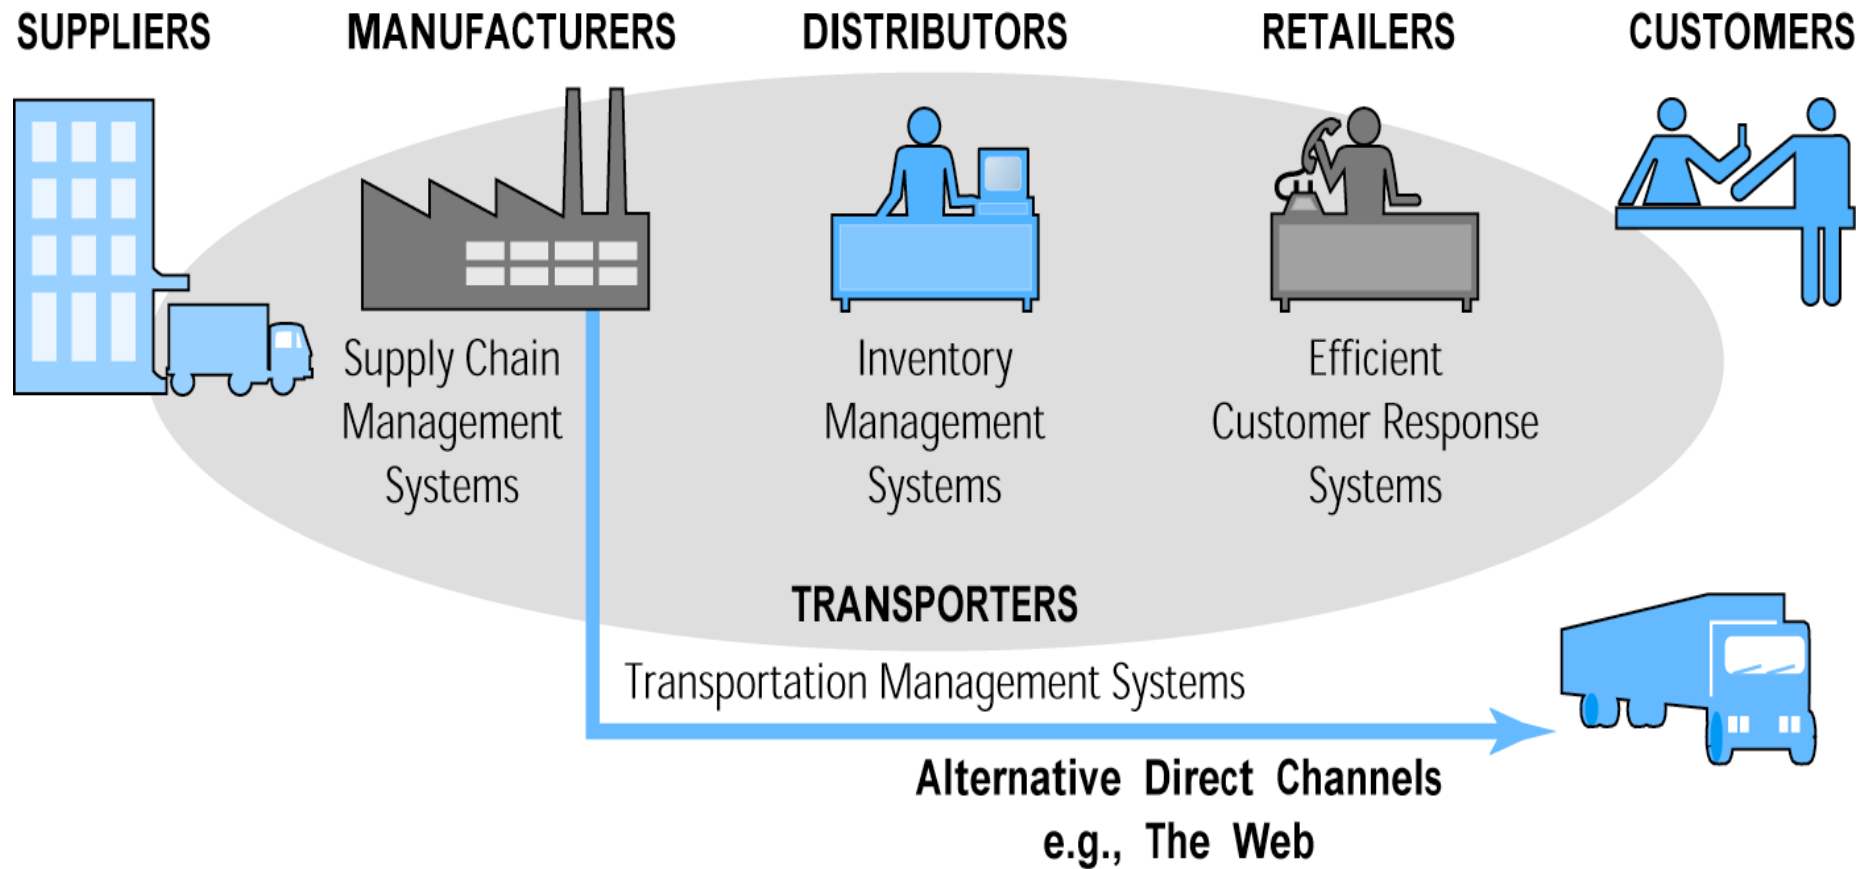 SUPPLIERS
MANUFACTURERS
DISTRIBUTORS
RETAILERS
CUSTOMERS
Supply Chain
Management
Systems
Inventory
Management
Systems
Efficient
Customer Response
Systems
TRANSPORTERS
Transportation Management Systems
Alternative Direct Channels
e.g., The Web